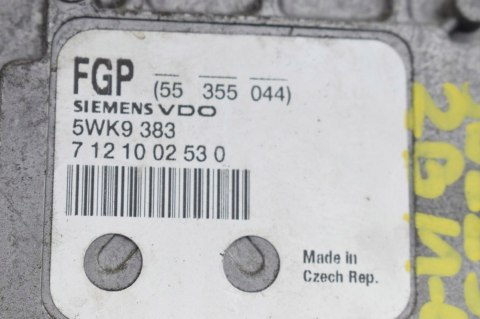 FGP (55 355 044)
SIEMENS VDO
5WK9 383
7 12 10 02 53 0
Made in
Czech Rep.